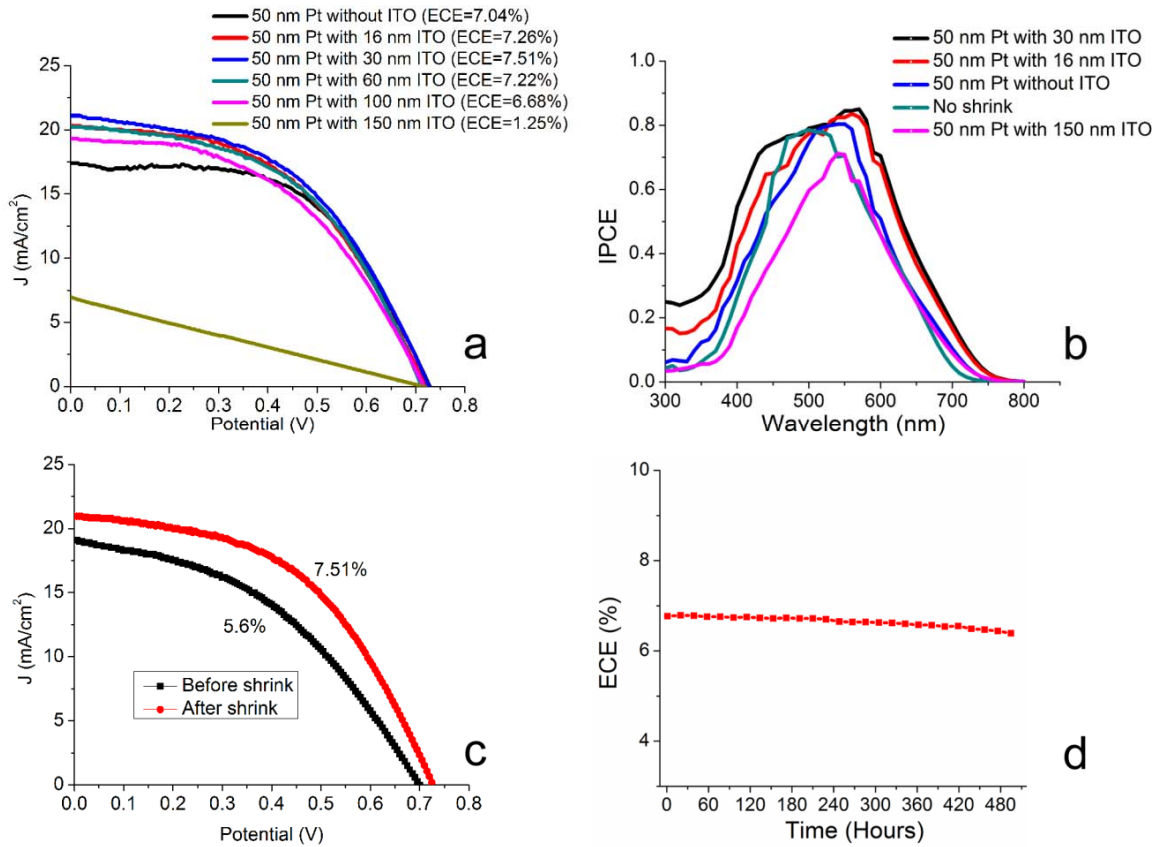 50 nm Pt without ITO (ECE=7.04%)
50 nm Pt with 16 nm ITO (ECE=7.26%)
50 nm Pt with 30 nm ITO (ECE=7.51%)
50 nm Pt with 60 nm ITO (ECE=7.22%)
50 nm Pt with 100 nm ITO (ECE=6.68%)
50 nm Pt with 150 nm ITO (ECE=1.25%)
25
20
15
10
5
0
J (mA/cm²)
0.0 0.1 0.2 0.3 0.4 0.5 0.6 0.7 0.8
Potential (V)
a
50 nm Pt with 30 nm ITO
50 nm Pt with 16 nm ITO
50 nm Pt without ITO
No shrink
50 nm Pt with 150 nm ITO
1.0
0.8
0.6
0.4
0.2
0.0
IPCE
300 400 500 600 700 800
Wavelength (nm)
b
25
20
15
10
5
0
J (mA/cm²)
7.51%
5.6%
Before shrink
After shrink
0.0 0.1 0.2 0.3 0.4 0.5 0.6 0.7 0.8
Potential (V)
c
10
8
6
4
ECE (%)
0 60 120 180 240 300 360 420 480
Time (Hours)
d